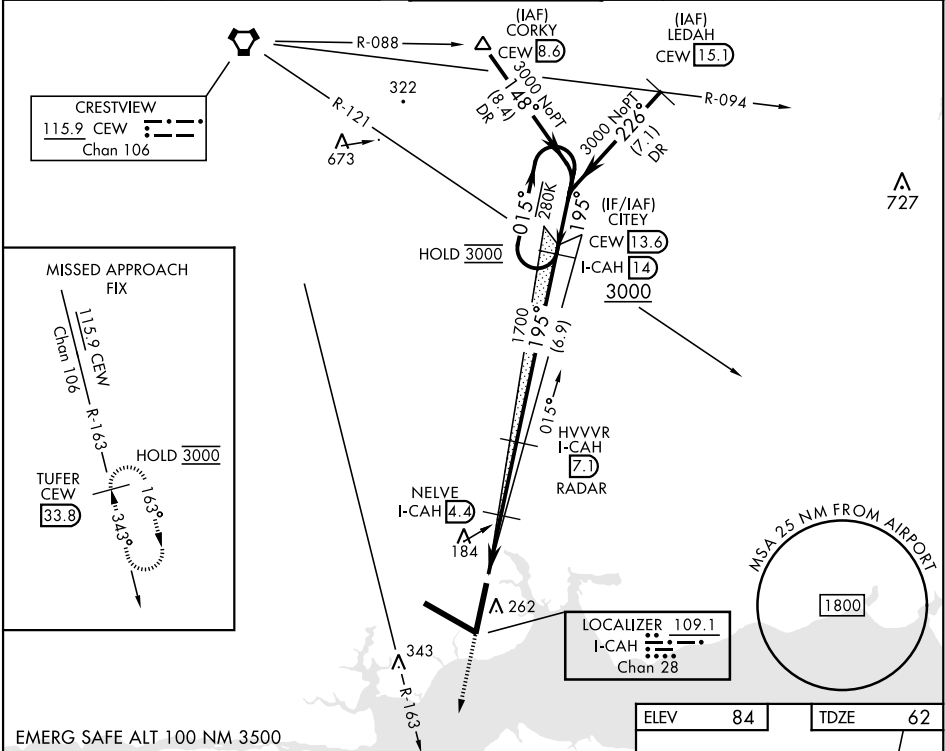 (IAF)
CORKY
CEW 8.6
(IAF)
LEDAH
CEW 15.1
R-088
R-094
R-121
3000 NoPT
148°
(8.4)
DR
3000 NoPT
226°
(7.1)
DR
322
673
727
CRESTVIEW
115.9 CEW
Chan 106
015°
280K
195°
HOLD 3000
(IF/IAF)
CITEY
CEW 13.6
I-CAH 14
3000
1700
195°
(6.9)
015°
HVVVR
I-CAH
7.1
RADAR
NELVE
I-CAH 4.4
184
262
MISSED APPROACH
FIX
115.9 CEW
Chan 106
R-163
HOLD 3000
TUFER
CEW
33.8
163°
343°
343
R-163
LOCALIZER 109.1
I-CAH
Chan 28
MSA 25 NM FROM AIRPORT
1800
EMERG SAFE ALT 100 NM 3500
ELEV 84
TDZE 62